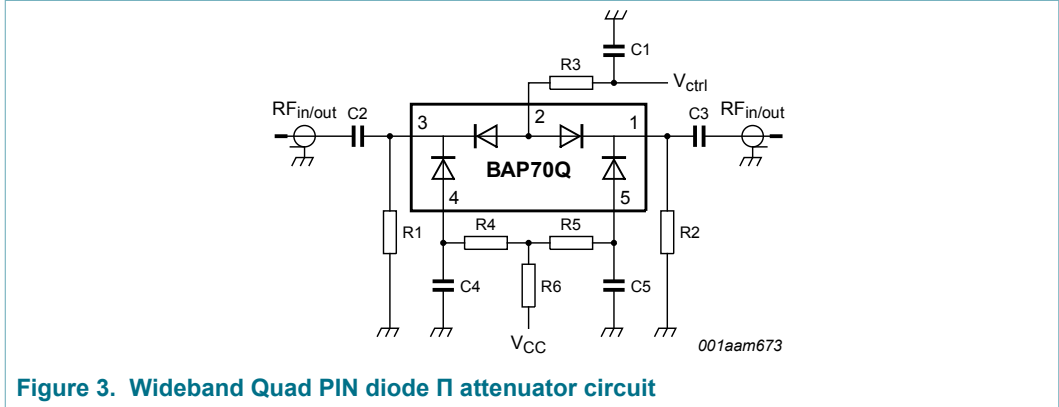 C1
R3
Vctrl
RFin/out
C2
3
2
1
C3
RFin/out
BAP70Q
4
5
R1
R4
R5
R2
C4
R6
C5
VCC
001aam673
Figure 3. Wideband Quad PIN diode Π attenuator circuit